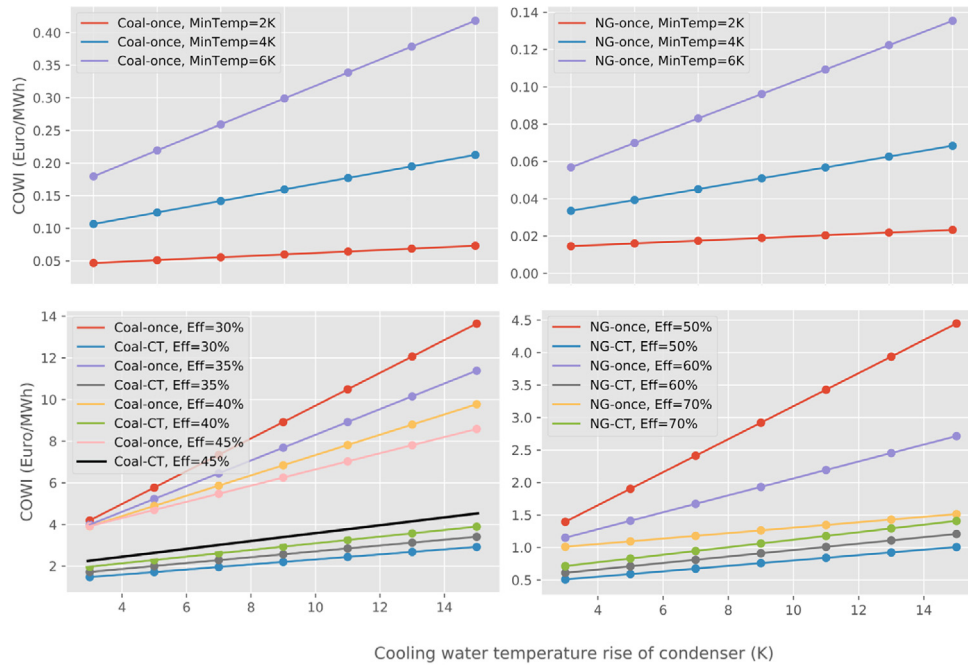 COWI (Euro/MWh)
0.40
0.35
0.30
0.25
0.20
0.15
0.10
0.05
Coal-once, MinTemp=2K
Coal-once, MinTemp=4K
Coal-once, MinTemp=6K
0.14
0.12
0.10
0.08
0.06
0.04
0.02
0.00
NG-once, MinTemp=2K
NG-once, MinTemp=4K
NG-once, MinTemp=6K
COWI (Euro/MWh)
14
12
10
8
6
4
2
Coal-once, Eff=30%
Coal-CT, Eff=30%
Coal-once, Eff=35%
Coal-CT, Eff=35%
Coal-once, Eff=40%
Coal-CT, Eff=40%
Coal-once, Eff=45%
Coal-CT, Eff=45%
4 6 8 10 12 14
4.5
4.0
3.5
3.0
2.5
2.0
1.5
1.0
0.5
NG-once, Eff=50%
NG-CT, Eff=50%
NG-once, Eff=60%
NG-CT, Eff=60%
NG-once, Eff=70%
NG-CT, Eff=70%
4 6 8 10 12 14
Cooling water temperature rise of condenser (K)